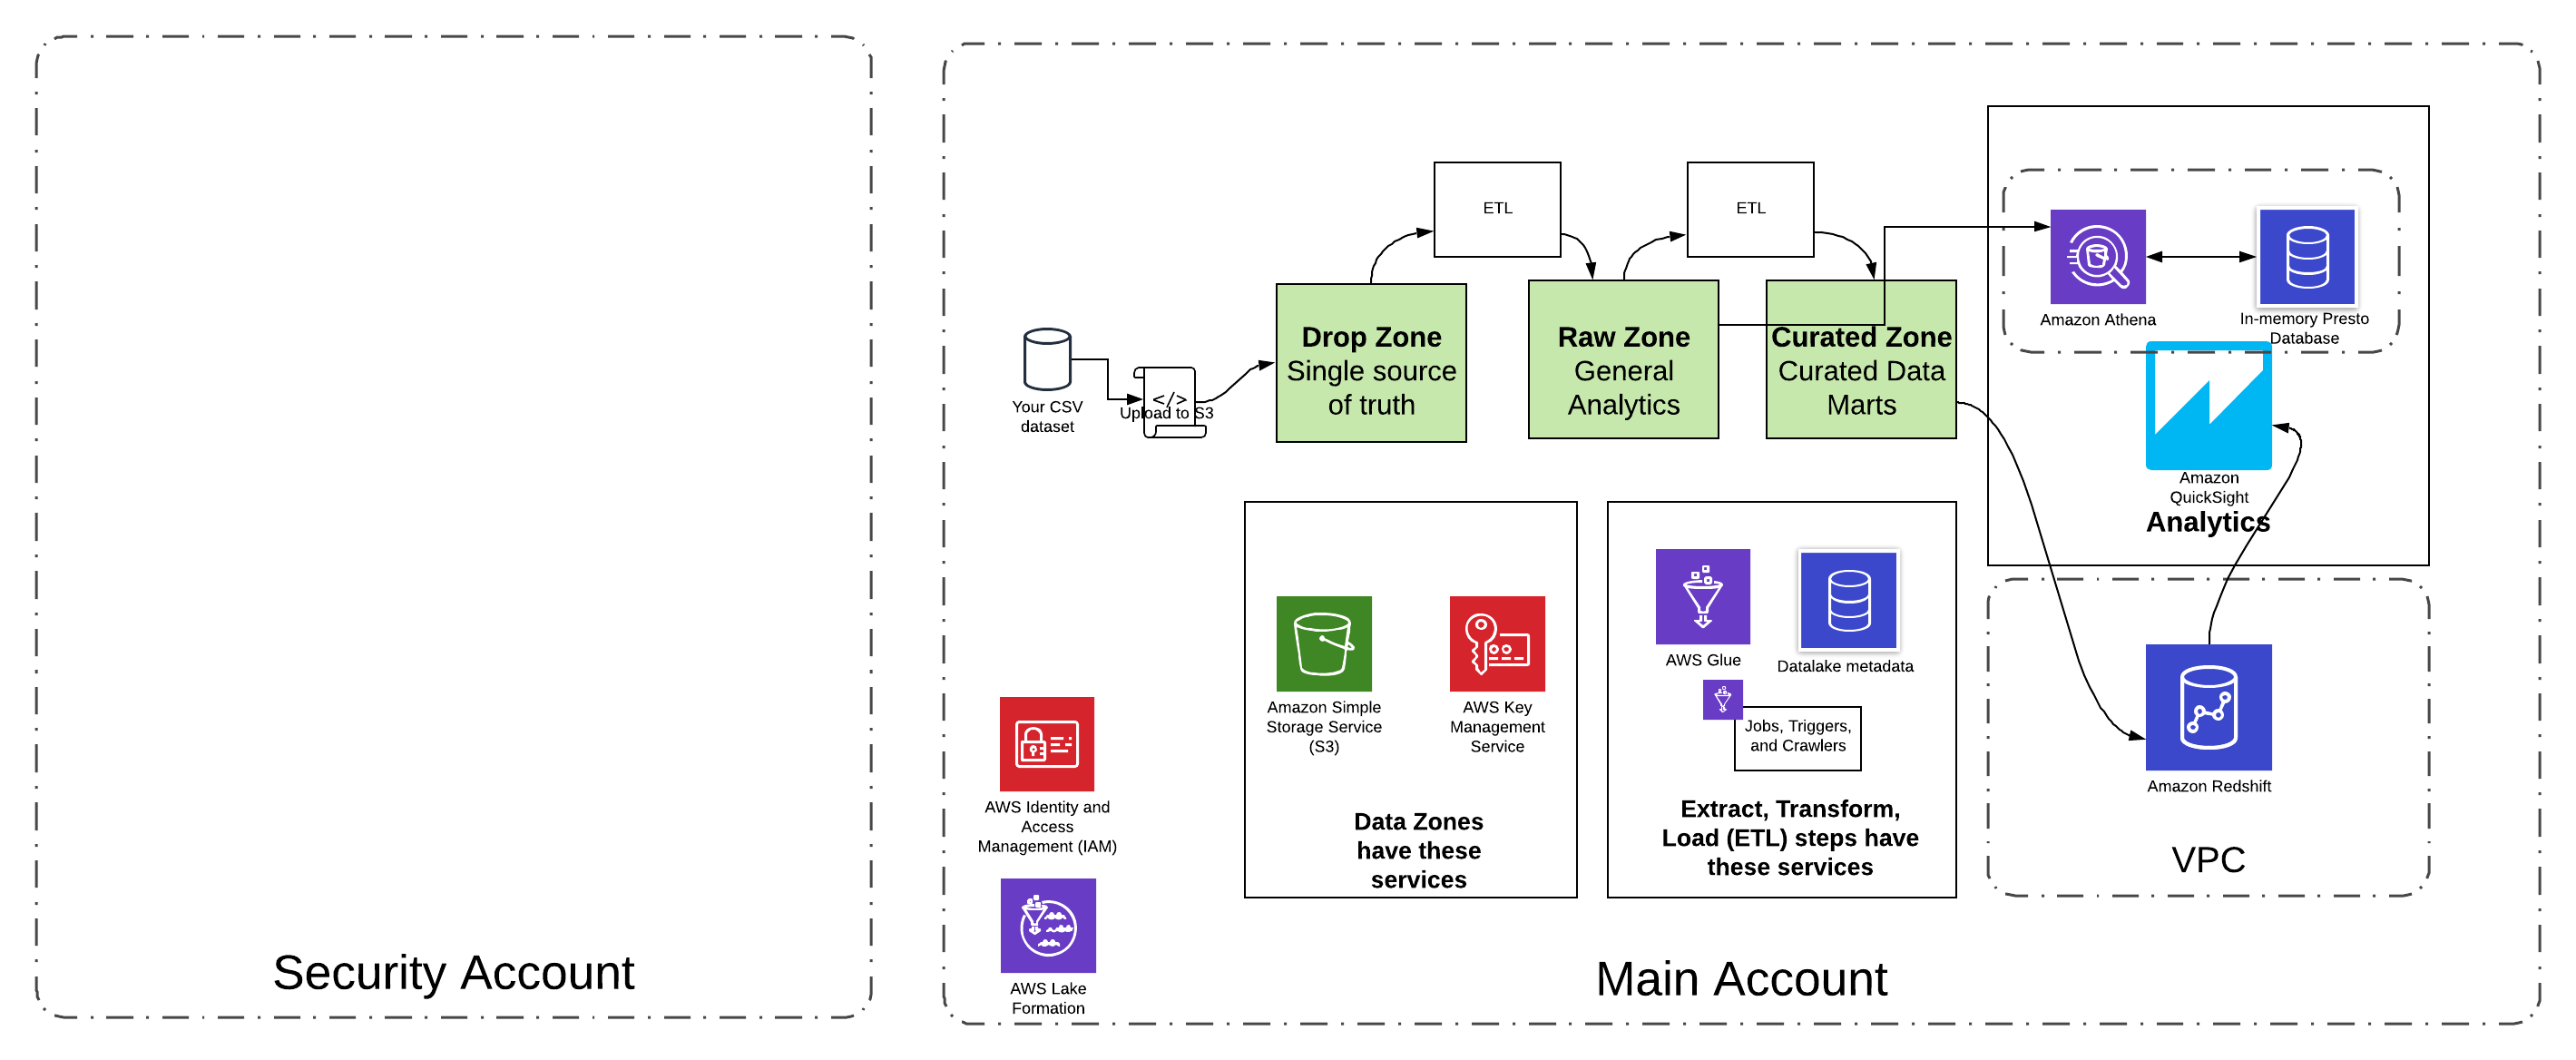 Security Account
Your CSV
dataset
</>
Upload to S3
Drop Zone
Single source
of truth
ETL
Raw Zone
General
Analytics
ETL
Curated Zone
Curated Data
Marts
Amazon Athena
In-memory Presto
Database
Amazon
QuickSight
Analytics
Amazon Simple
Storage Service
(S3)
AWS Key
Management
Service
Data Zones
have these
services
AWS Glue
Datalake metadata
Jobs, Triggers,
and Crawlers
Extract, Transform,
Load (ETL) steps have
these services
Amazon Redshift
VPC
AWS Identity and
Access
Management (IAM)
AWS Lake
Formation
Main Account